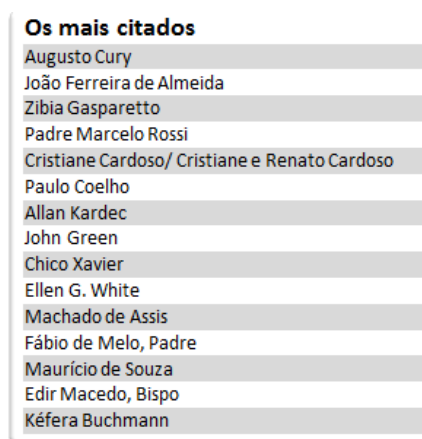 Os mais citados
Augusto Cury
João Ferreira de Almeida
Zibia Gasparetto
Padre Marcelo Rossi
Cristiane Cardoso/ Cristiane e Renato Cardoso
Paulo Coelho
Allan Kardec
John Green
Chico Xavier
Ellen G. White
Machado de Assis
Fábio de Melo, Padre
Maurício de Souza
Edir Macedo, Bispo
Kéfera Buchmann